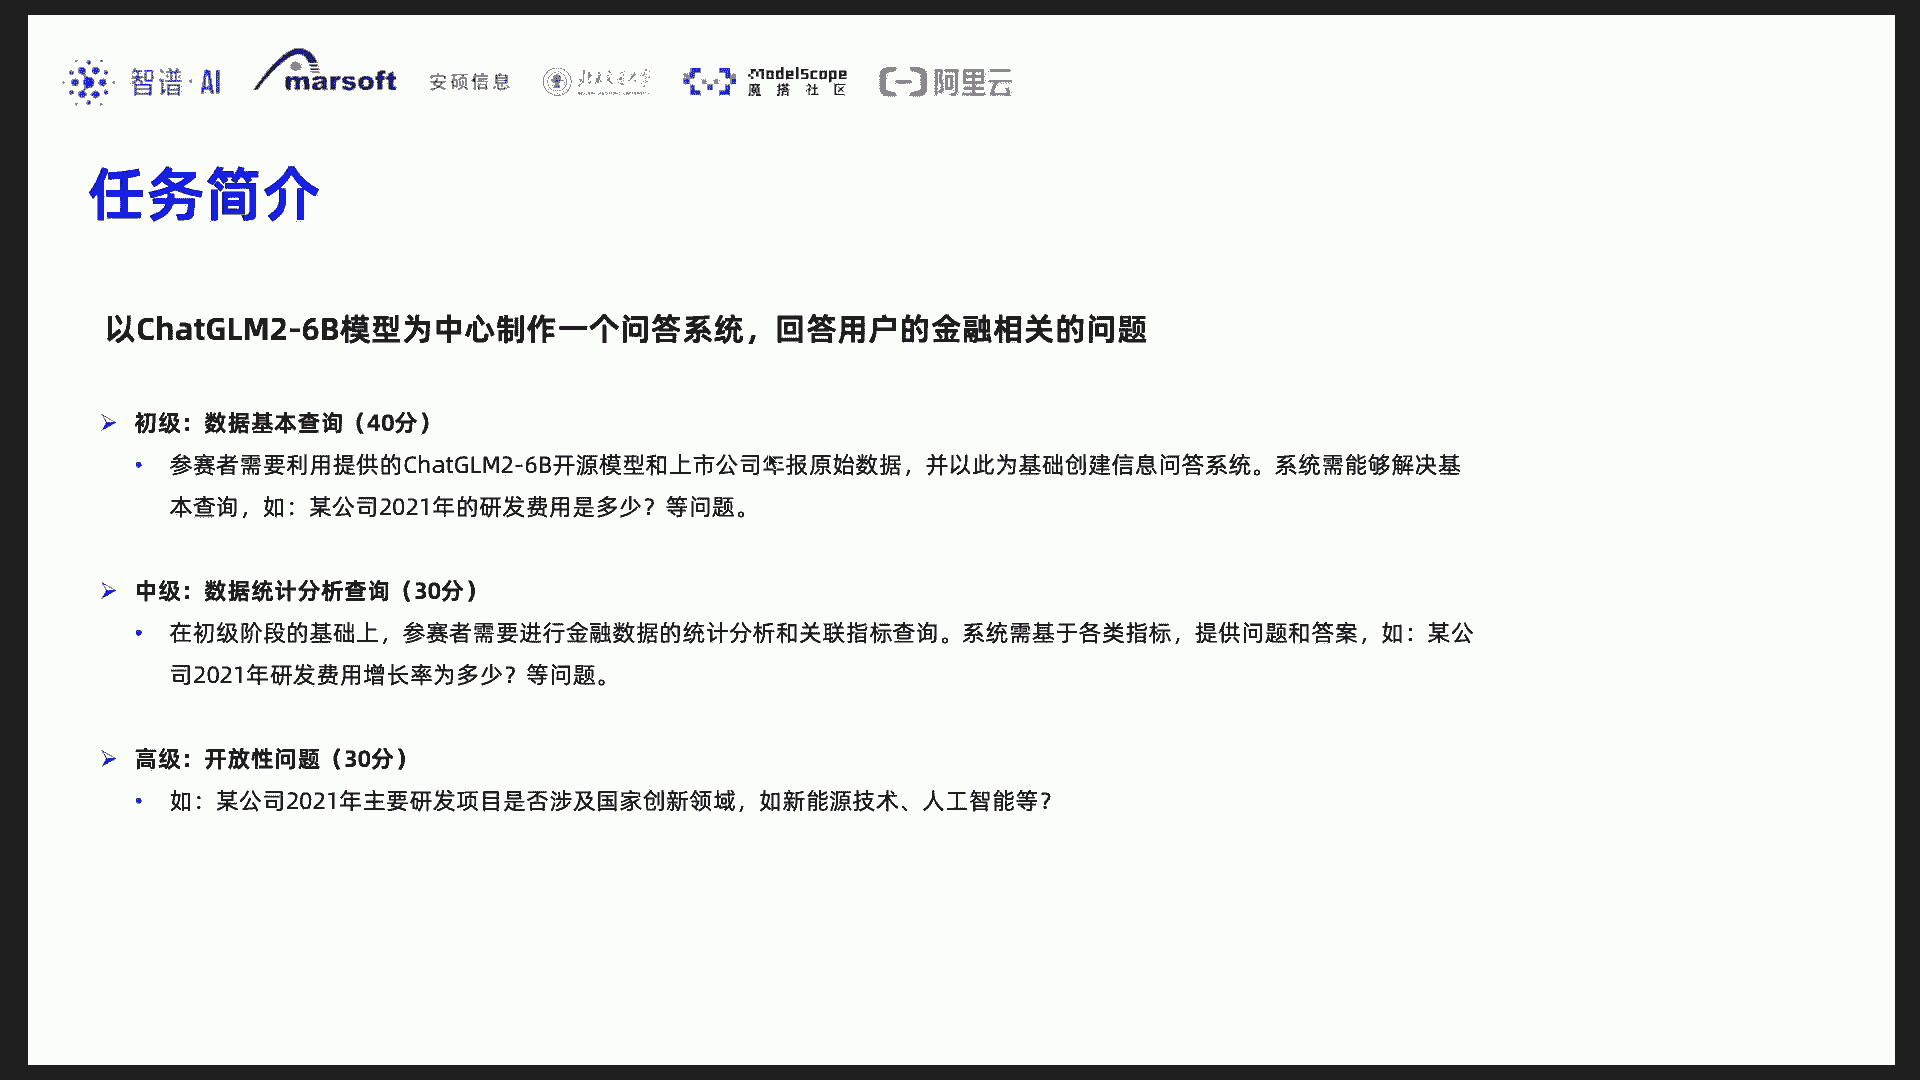 智谱·AI
marsoft
安硕信息
北京交通大学
ModelScope
魔搭社区
阿里云
任务简介
以ChatGLM2-6B模型为中心制作一个问答系统，回答用户的金融相关的问题
初级：数据基本查询（40分）
参赛者需要利用提供的ChatGLM2-6B开源模型和上市公司年报原始数据，并以此为基础创建信息问答系统。系统需能够解决基
本查询，如：某公司2021年的研发费用是多少？等问题。
中级：数据统计分析查询（30分）
在初级阶段的基础上，参赛者需要进行金融数据的统计分析和关联指标查询。系统需基于各类指标，提供问题和答案，如：某公
司2021年研发费用增长率为多少？等问题。
高级：开放性问题（30分）
如：某公司2021年主要研发项目是否涉及国家创新领域，如新能源技术、人工智能等？